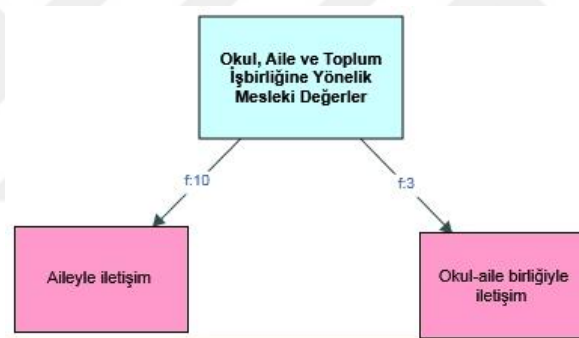 Okul, Aile ve Toplum
İşbirliğine Yönelik
Mesleki Değerler
f:10
f:3
Aileyle iletişim
Okul-aile birliğiyle
iletişim